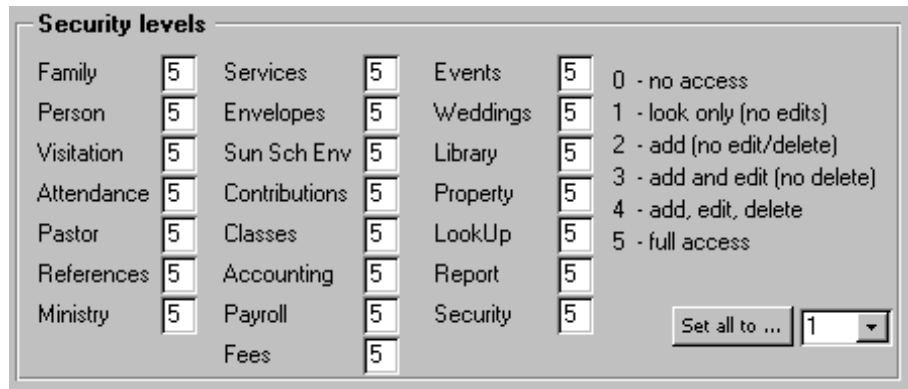 Security levels
Family 5 Services 5 Events 5
Person 5 Envelopes 5 Weddings 5
Visitation 5 Sun Sch Env 5 Library 5
Attendance 5 Contributions 5 Property 5
Pastor 5 Classes 5 LookUp 5
References 5 Accounting 5 Report 5
Ministry 5 Payroll 5 Security 5
Fees 5
0 - no access
1 - look only (no edits)
2 - add (no edit/delete)
3 - add and edit (no delete)
4 - add, edit, delete
5 - full access
Set all to ... 1